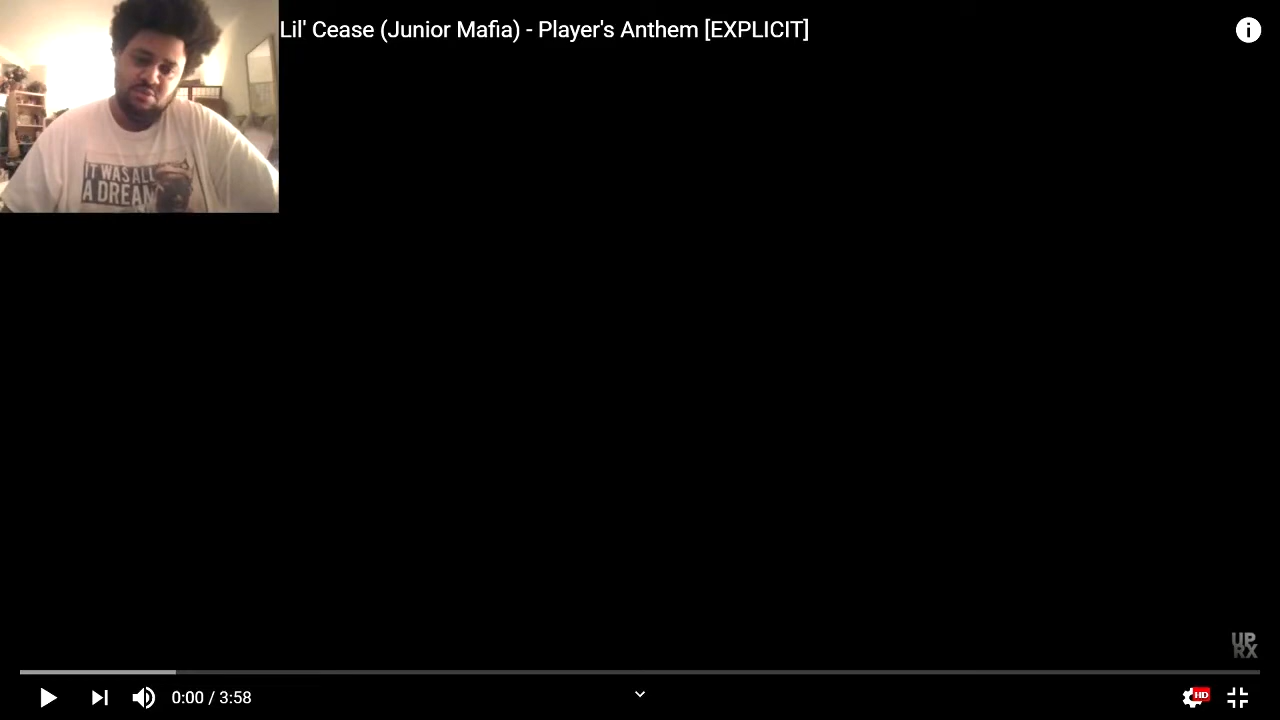 Lil' Cease (Junior Mafia) - Player's Anthem [EXPLICIT]
IT WAS ALL
A DREAM
UP
RX
0:00 / 3:58
HD